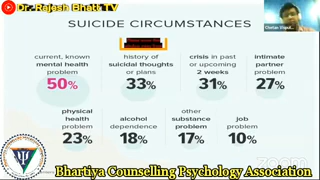 Dr. Rajesh Bhatt TV
SUICIDE CIRCUMSTANCES
current, known
mental health
problem
50%
history of
suicidal thoughts
or plans
33%
crisis in past
or upcoming
2 weeks
31%
intimate
partner
problem
27%
physical
health
problem
23%
alcohol
dependence
18%
other
substance
problem
17%
job
problem
10%
zoom
Bhartiya Counselling Psychology Association